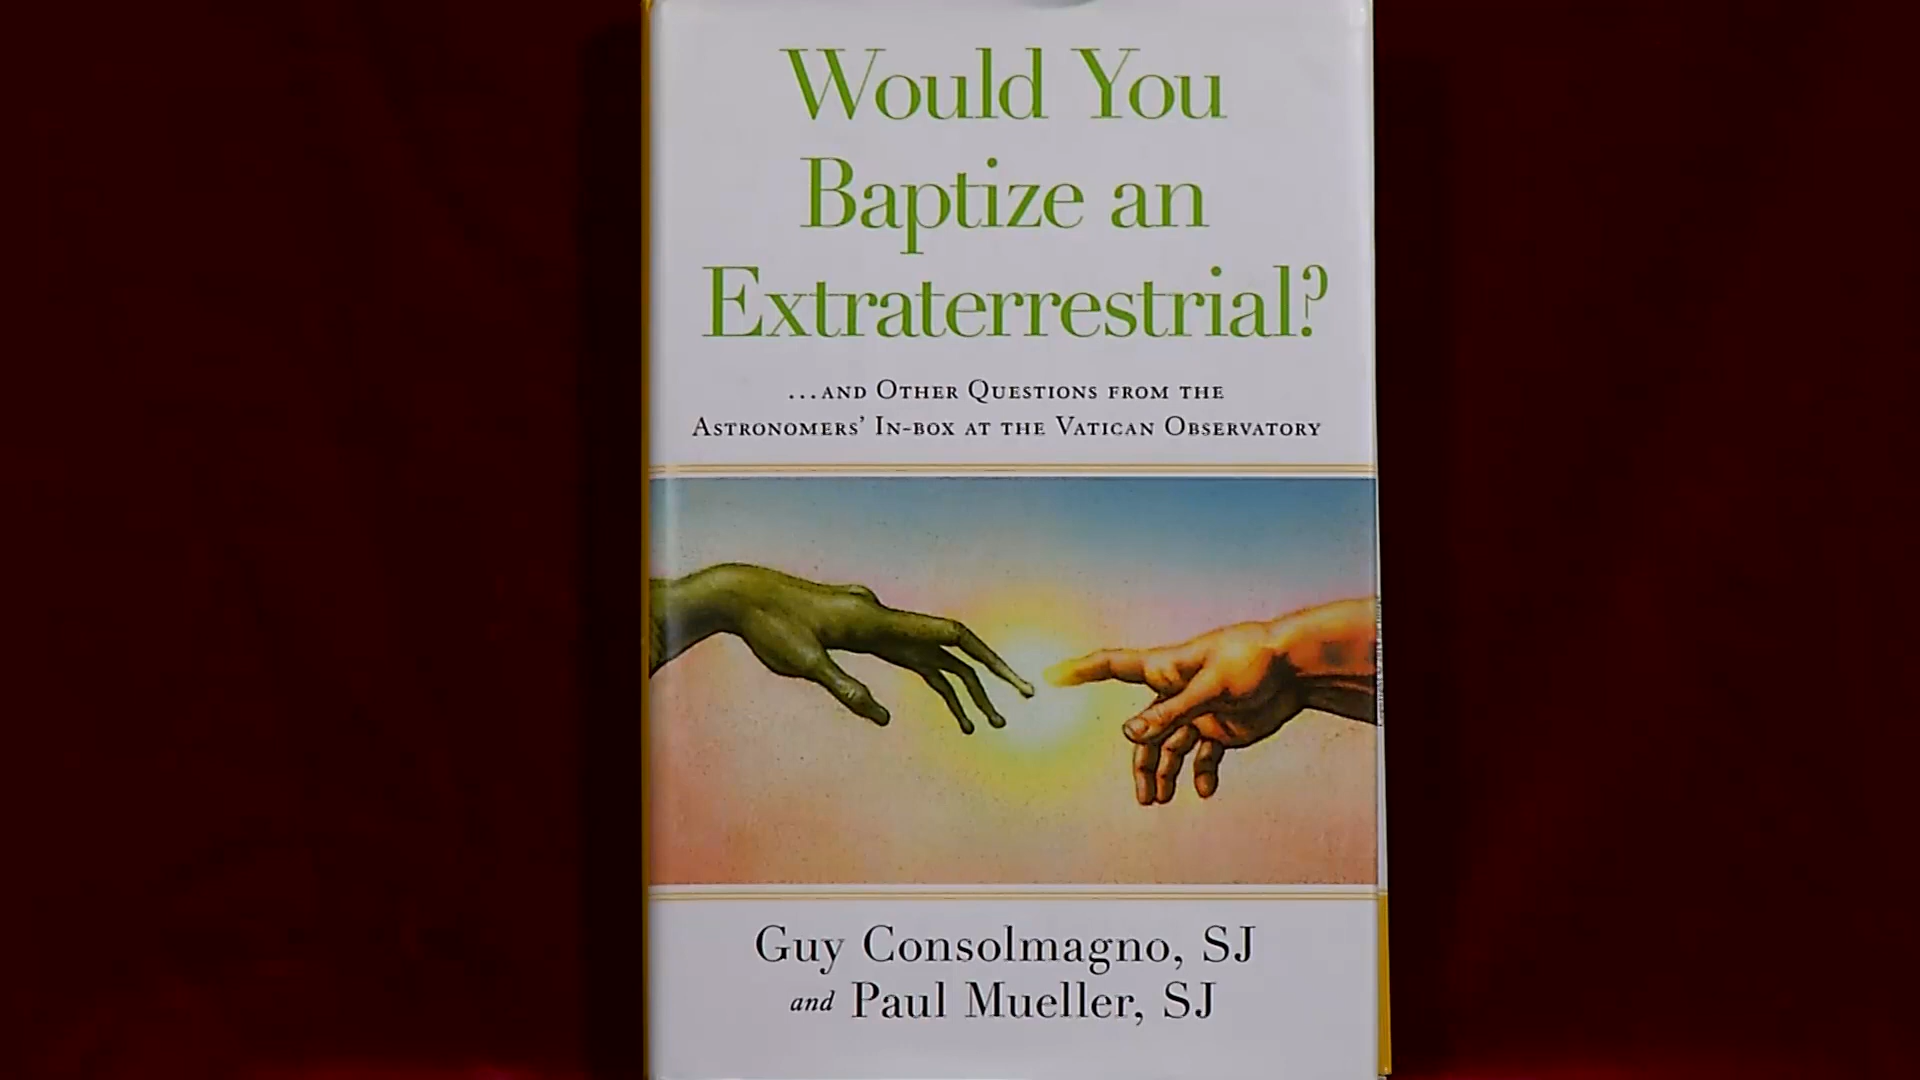 Would You
Baptize an
Extraterrestrial?
...and Other Questions from the
Astronomers' In-box at the Vatican Observatory
Guy Consolmagno, SJ
and Paul Mueller, SJ